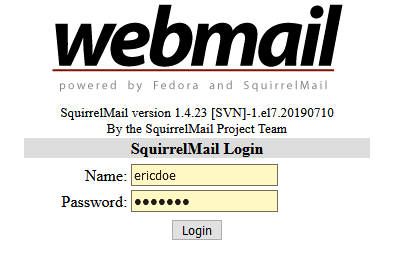 webmail
powered by Fedora and SquirrelMail
SquirrelMail version 1.4.23 [SVN]-1.el7.20190710
By the SquirrelMail Project Team
SquirrelMail Login
Name: ericdoe
Password: ●●●●●●●
Login